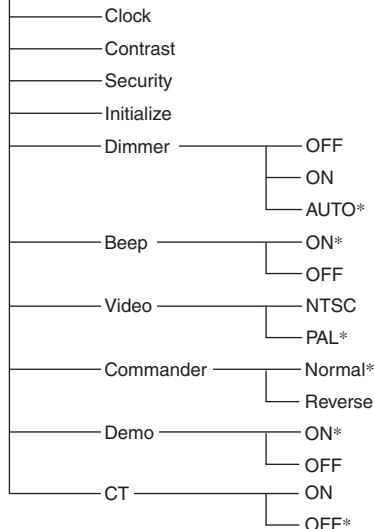 Clock
Contrast
Security
Initialize
Dimmer OFF
ON
AUTO*
Beep ON*
OFF
Video NTSC
PAL*
Commander Normal*
Reverse
Demo ON*
OFF
CT ON
OFF*